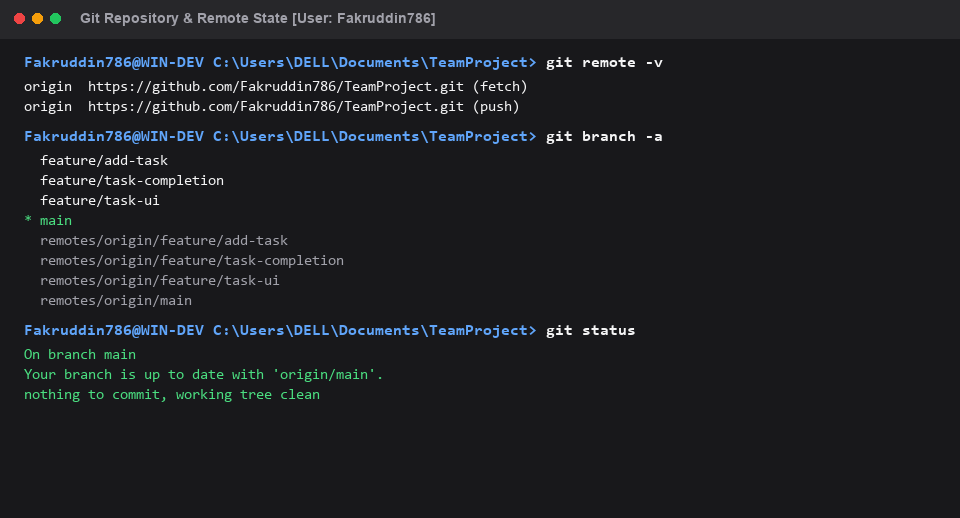 Git Repository & Remote State [User: Fakruddin786]
Fakruddin786@WIN-DEV C:\Users\DELL\Documents\TeamProject> git remote -v
origin  https://github.com/Fakruddin786/TeamProject.git (fetch)
origin  https://github.com/Fakruddin786/TeamProject.git (push)
Fakruddin786@WIN-DEV C:\Users\DELL\Documents\TeamProject> git branch -a
  feature/add-task
  feature/task-completion
  feature/task-ui
* main
  remotes/origin/feature/add-task
  remotes/origin/feature/task-completion
  remotes/origin/feature/task-ui
  remotes/origin/main
Fakruddin786@WIN-DEV C:\Users\DELL\Documents\TeamProject> git status
On branch main
Your branch is up to date with 'origin/main'.
nothing to commit, working tree clean